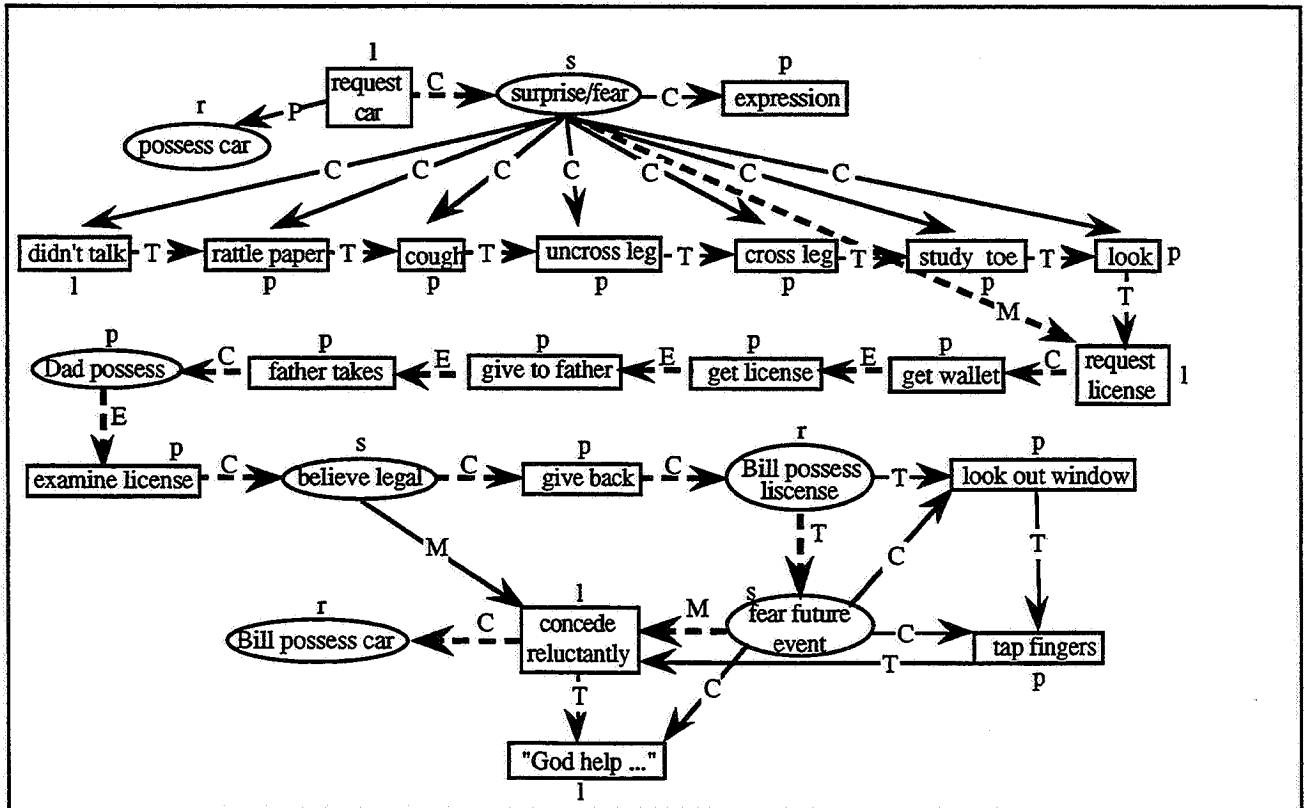 l
s
p
request
car
C
surprise/fear
C
expression
r
P
possess car
C
C
C
C
C
C
C
didn't talk
T
rattle paper
T
cough
T
uncross leg
T
cross leg
T
study toe
T
look
p
l
p
p
p
p
p
M
T
p
Dad possess
C
p
father takes
E
p
give to father
E
p
get license
E
p
get wallet
C
request
license
l
E
p
examine license
C
s
believe legal
C
p
give back
C
r
Bill possess
liscense
T
p
look out window
M
T
C
T
r
Bill possess car
C
l
concede
reluctantly
M
s
fear future
event
C
tap fingers
p
T
T
C
"God help ..."
l